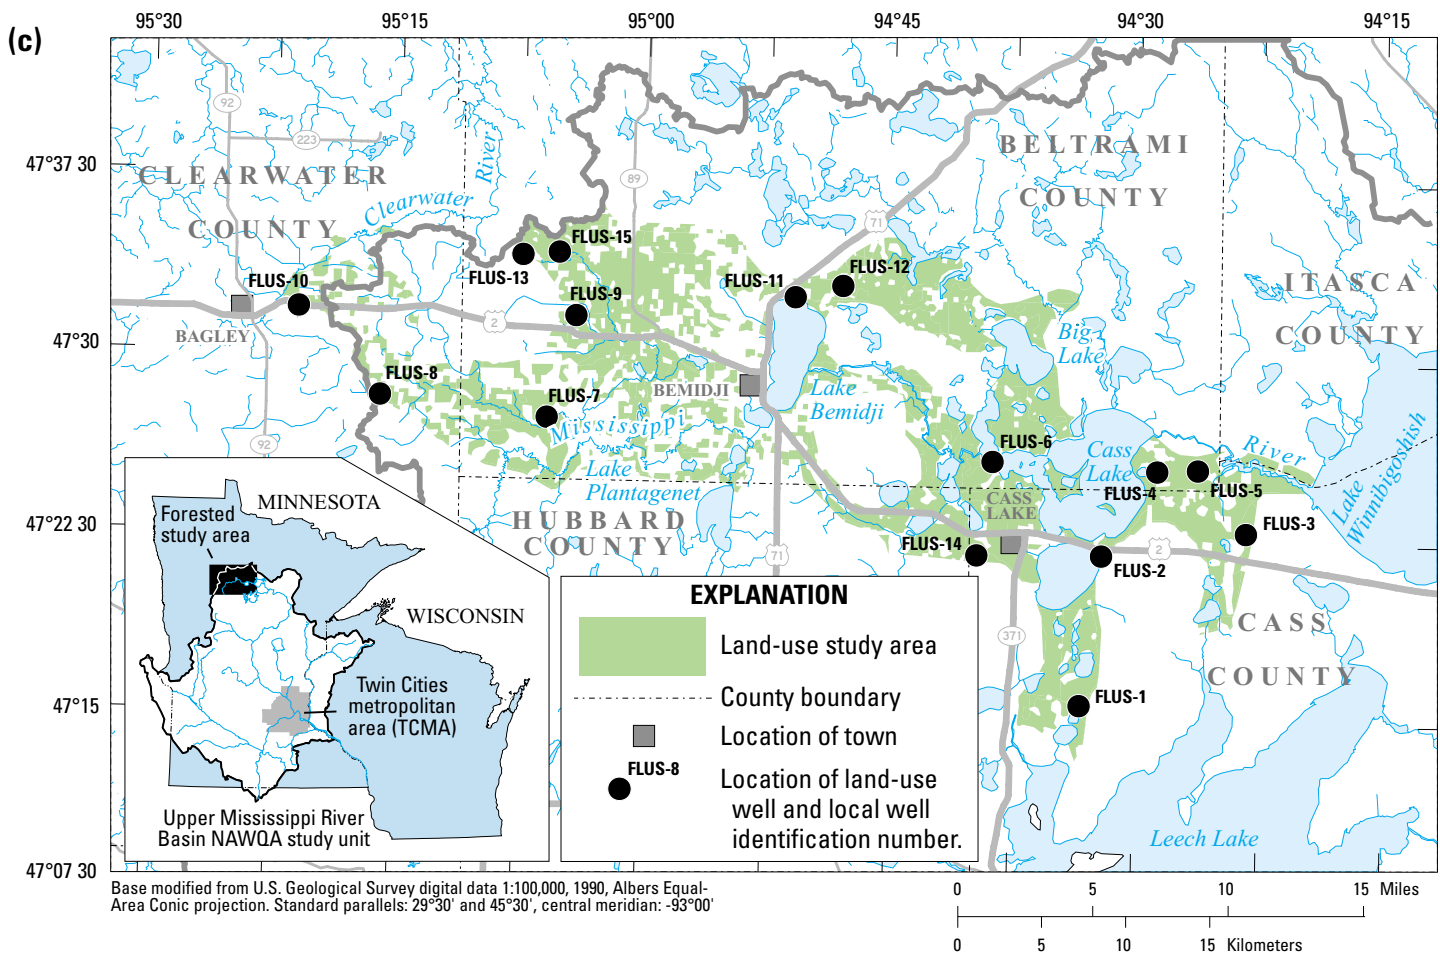 (c)
95°30'
95°15'
95°00'
94°45'
94°30'
94°15'
47°37'30
47°30'
47°22'30
47°15'
47°07'30
92
223
CLEARWATER
COUNTY
Clearwater
River
89
71
BELTRAMI
COUNTY
ITASCA
COUNTY
FLUS-10
BAGLEY
FLUS-13
FLUS-15
FLUS-9
2
FLUS-11
FLUS-12
Big
Lake
FLUS-8
FLUS-7
BEMIDJI
Lake
Bemidji
Mississippi
Lake
Plantagenet
92
FLUS-6
Cass
Lake
River
FLUS-4
FLUS-5
Lake
Winnibigoshish
CASS
LAKE
HUBBARD
COUNTY
71
FLUS-14
FLUS-3
2
FLUS-2
371
CASS
COUNTY
FLUS-1
Leech Lake
MINNESOTA
Forested
study area
WISCONSIN
Twin Cities
metropolitan
area (TCMA)
Upper Mississippi River
Basin NAWQA study unit
EXPLANATION
Land-use study area
County boundary
Location of town
FLUS-8
Location of land-use
well and local well
identification number.
Base modified from U.S. Geological Survey digital data 1:100,000, 1990, Albers Equal-
Area Conic projection. Standard parallels: 29°30' and 45°30', central meridian: -93°00'
0 5 10 15 Miles
0 5 10 15 Kilometers